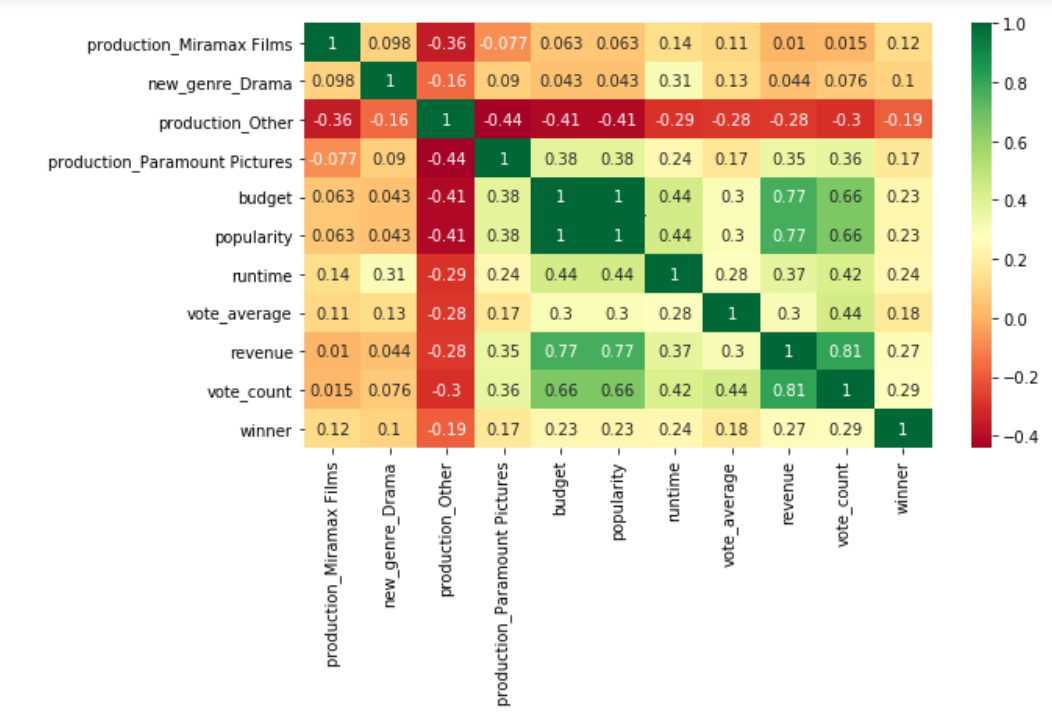 production_Miramax Films 1 0.098 -0.36 -0.077 0.063 0.063 0.14 0.11 0.01 0.015 0.12
new_genre_Drama 0.098 1 -0.16 0.09 0.043 0.043 0.31 0.13 0.044 0.076 0.1
production_Other -0.36 -0.16 1 -0.44 -0.41 -0.41 -0.29 -0.28 -0.28 -0.3 -0.19
production_Paramount Pictures -0.077 0.09 -0.44 1 0.38 0.38 0.24 0.17 0.35 0.36 0.17
budget 0.063 0.043 -0.41 0.38 1 1 0.44 0.3 0.77 0.66 0.23
popularity 0.063 0.043 -0.41 0.38 1 1 0.44 0.3 0.77 0.66 0.23
runtime 0.14 0.31 -0.29 0.24 0.44 0.44 1 0.28 0.37 0.42 0.24
vote_average 0.11 0.13 -0.28 0.17 0.3 0.3 0.28 1 0.3 0.44 0.18
revenue 0.01 0.044 -0.28 0.35 0.77 0.77 0.37 0.3 1 0.81 0.27
vote_count 0.015 0.076 -0.3 0.36 0.66 0.66 0.42 0.44 0.81 1 0.29
winner 0.12 0.1 -0.19 0.17 0.23 0.23 0.24 0.18 0.27 0.29 1
production_Miramax Films
new_genre_Drama
production_Other
production_Paramount Pictures
budget
popularity
runtime
vote_average
revenue
vote_count
winner
1.0
0.8
0.6
0.4
0.2
0.0
−0.2
−0.4